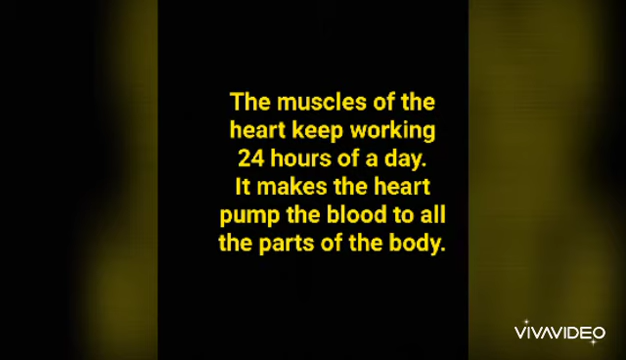 The muscles of the
heart keep working
24 hours of a day.
It makes the heart
pump the blood to all
the parts of the body.
VIVAVIDEO